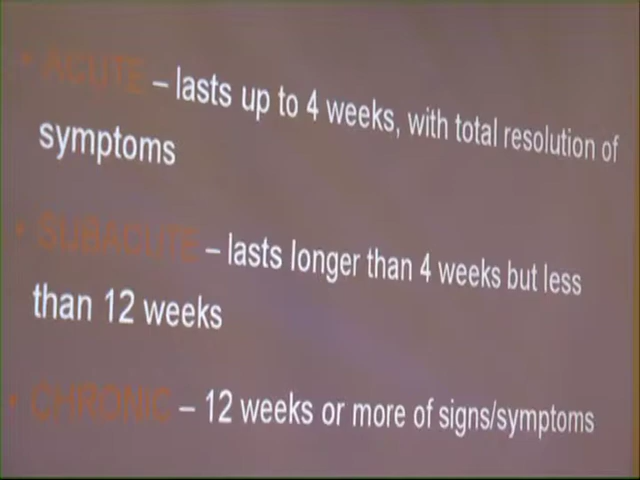 • ACUTE – lasts up to 4 weeks, with total resolution of
symptoms
• SUBACUTE – lasts longer than 4 weeks but less
than 12 weeks
• CHRONIC – 12 weeks or more of signs/symptoms